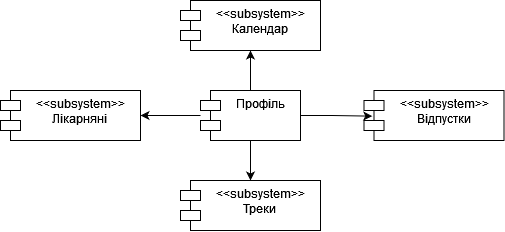 <<subsystem>>
Календар
<<subsystem>>
Лікарняні
Профіль
<<subsystem>>
Відпустки
<<subsystem>>
Треки